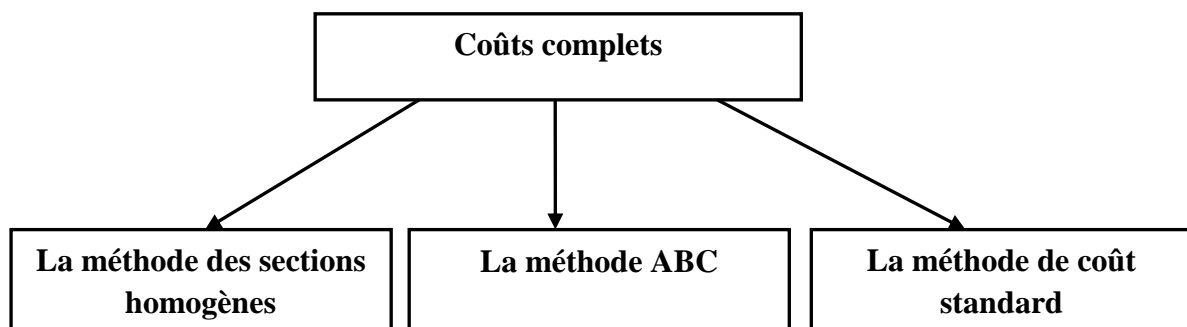 Coûts complets
La méthode des sections
homogènes
La méthode ABC
La méthode de coût
standard